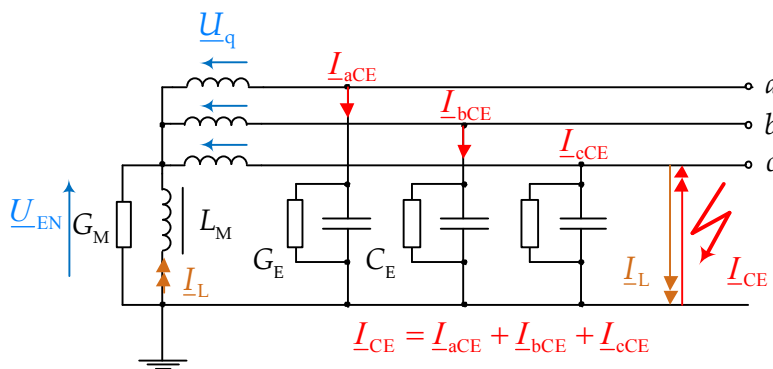 U_q
I_aCE
a
I_bCE
b
I_cCE
c
U_EN
G_M
L_M
I_L
G_E
C_E
I_L
I_CE
I_CE = I_aCE + I_bCE + I_cCE